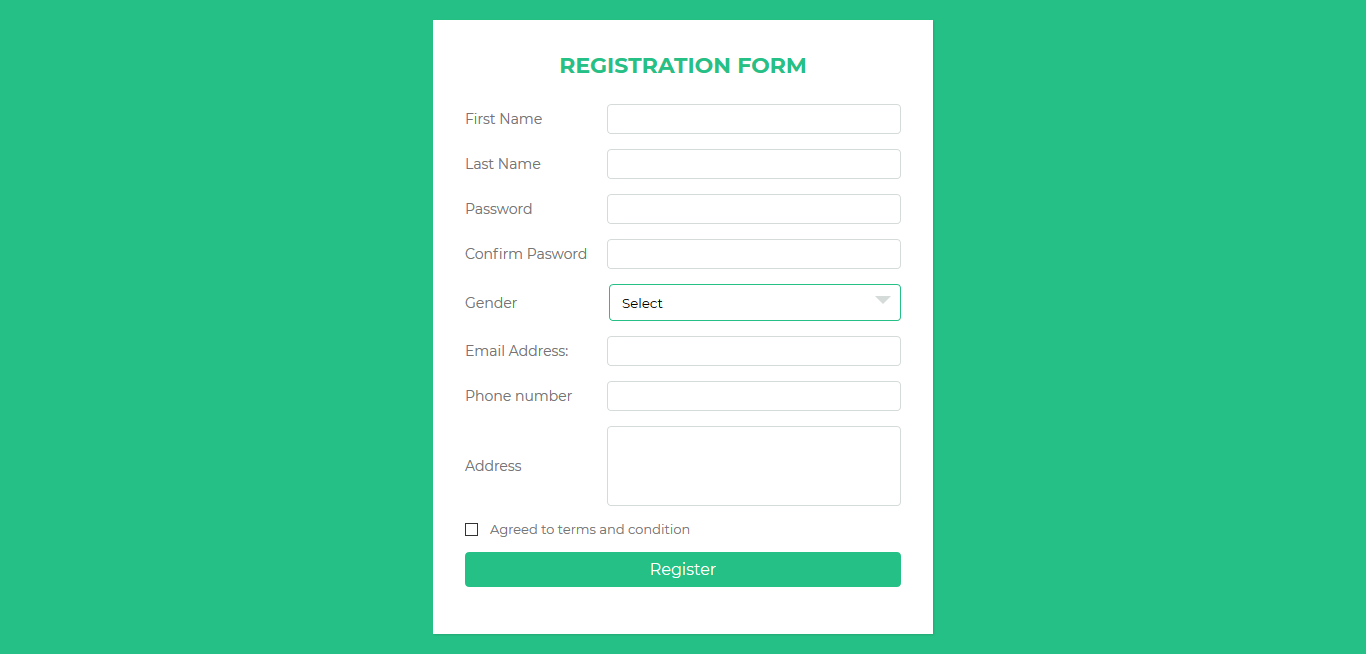 REGISTRATION FORM
First Name
Last Name
Password
Confirm Pasword
Gender
Select
Email Address:
Phone number
Address
Agreed to terms and condition
Register